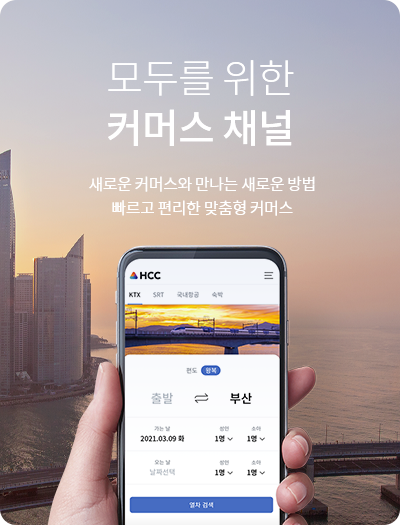 모두를 위한
커머스 채널
새로운 커머스와 만나는 새로운 방법
빠르고 편리한 맞춤형 커머스
HCC
KTX SRT 국내항공 숙박
편도 왕복
출발 부산
가는 날 성인 소아
2021.03.09 화 1명 1명
오는 날 성인 소아
날짜선택 1명 1명
열차 검색